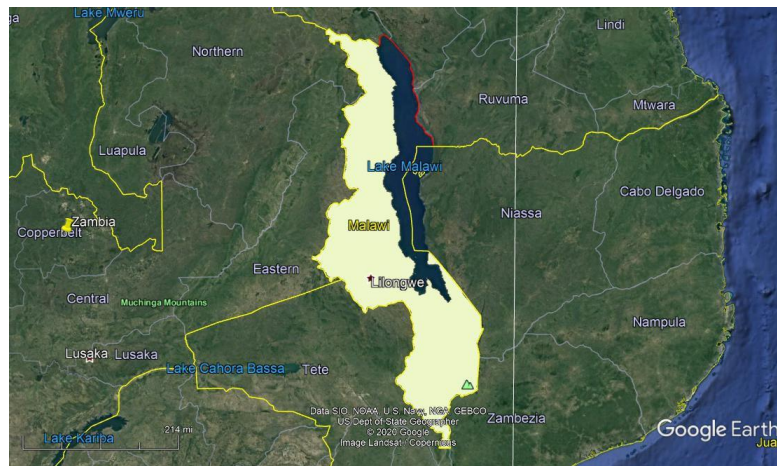 Lake Mweru
Lindi
Northern
Ruvuma
Mtwara
Luapula
Lake Malawi
Cabo Delgado
Niassa
Zambia
Copperbelt
Malawi
Eastern
Lilongwe
Central
Muchinga Mountains
Nampula
Lusaka
Lusaka
Lake Cahora Bassa
Tete
Data SIO, NOAA, U.S. Navy, NGA, GEBCO
US Dept of State Geographer
© 2020 Google
Image Landsat / Copernicus
Zambezia
Google Earth
Lake Kariba
214 mi